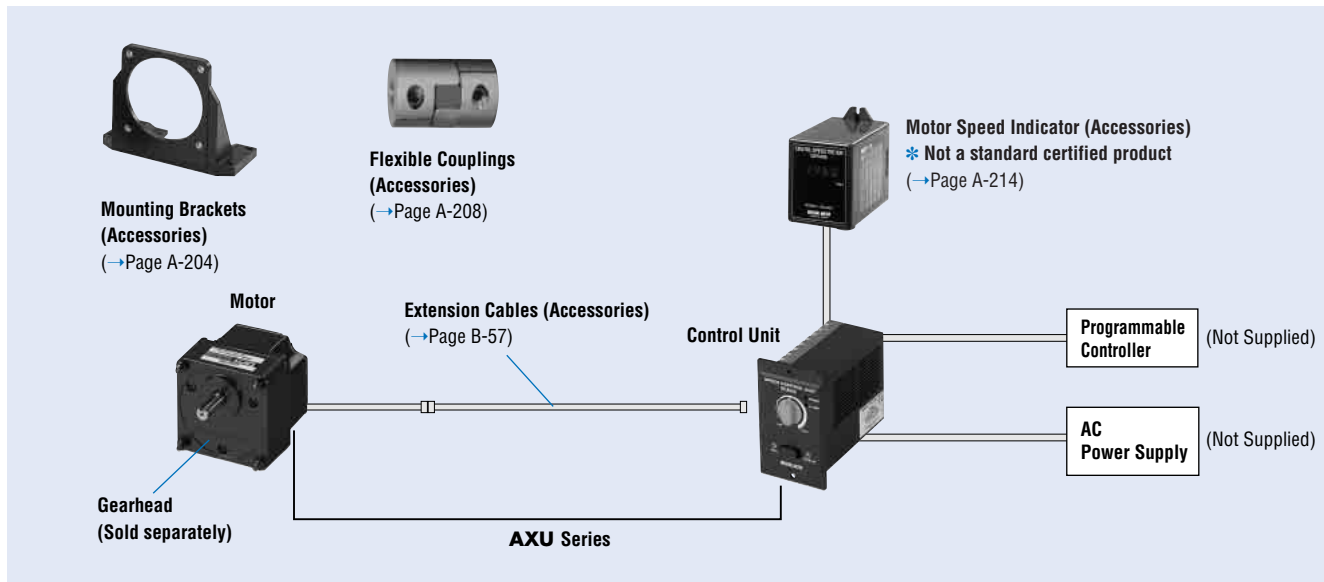 Mounting Brackets
(Accessories)
(→Page A-204)
Flexible Couplings
(Accessories)
(→Page A-208)
Motor Speed Indicator (Accessories)
✻ Not a standard certified product
(→Page A-214)
Motor
Extension Cables (Accessories)
(→Page B-57)
Control Unit
Programmable
Controller
(Not Supplied)
AC
Power Supply
(Not Supplied)
Gearhead
(Sold separately)
AXU Series